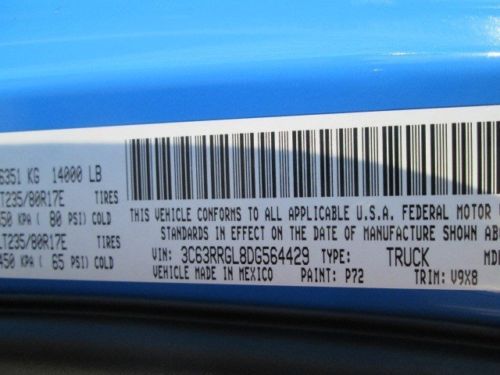 6351 KG 14000 LB
LT235/80R17E TIRES
450 KPA ( 80 PSI) COLD
LT235/80R17E TIRES
450 KPA ( 65 PSI) COLD
THIS VEHICLE CONFORMS TO ALL APPLICABLE U.S.A. FEDERAL MOTOR
STANDARDS IN EFFECT ON THE DATE OF MANUFACTURE SHOWN ABO
VIN: 3C63RRGL8DG564429 TYPE: TRUCK MD
VEHICLE MADE IN MEXICO PAINT: P72 TRIM: V9X8